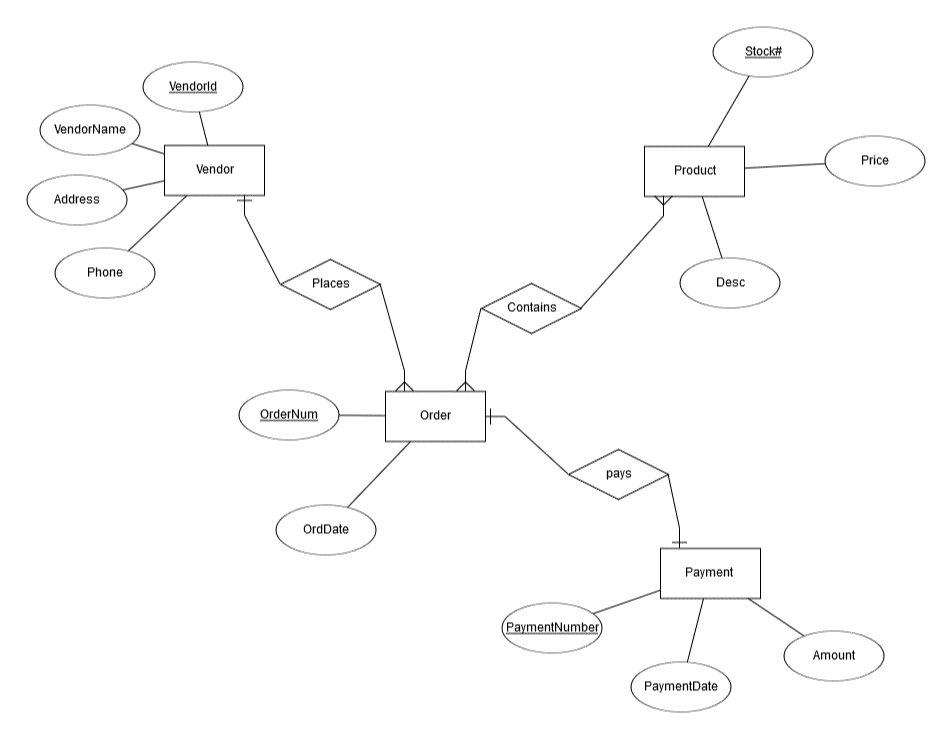 Stock#
VendorId
VendorName
Vendor
Product
Price
Address
Phone
Places
Desc
Contains
OrderNum
Order
pays
OrdDate
Payment
PaymentNumber
Amount
PaymentDate